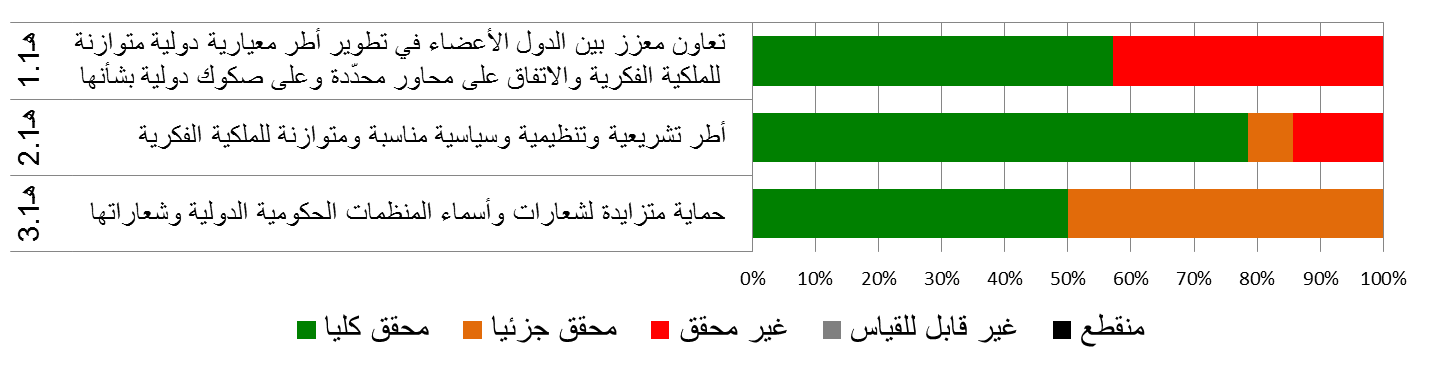 هـ1.1
تعاون معزز بين الدول الأعضاء في تطوير أطر معيارية دولية متوازنة
للملكية الفكرية والاتفاق على محاور محدّدة وعلى صكوك دولية بشأنها
هـ2.1
أطر تشريعية وتنظيمية وسياسية مناسبة ومتوازنة للملكية الفكرية
هـ3.1
حماية متزايدة لشعارات وأسماء المنظمات الحكومية الدولية وشعاراتها
0% 10% 20% 30% 40% 50% 60% 70% 80% 90% 100%
محقق كليا محقق جزئيا غير محقق غير قابل للقياس منقطع